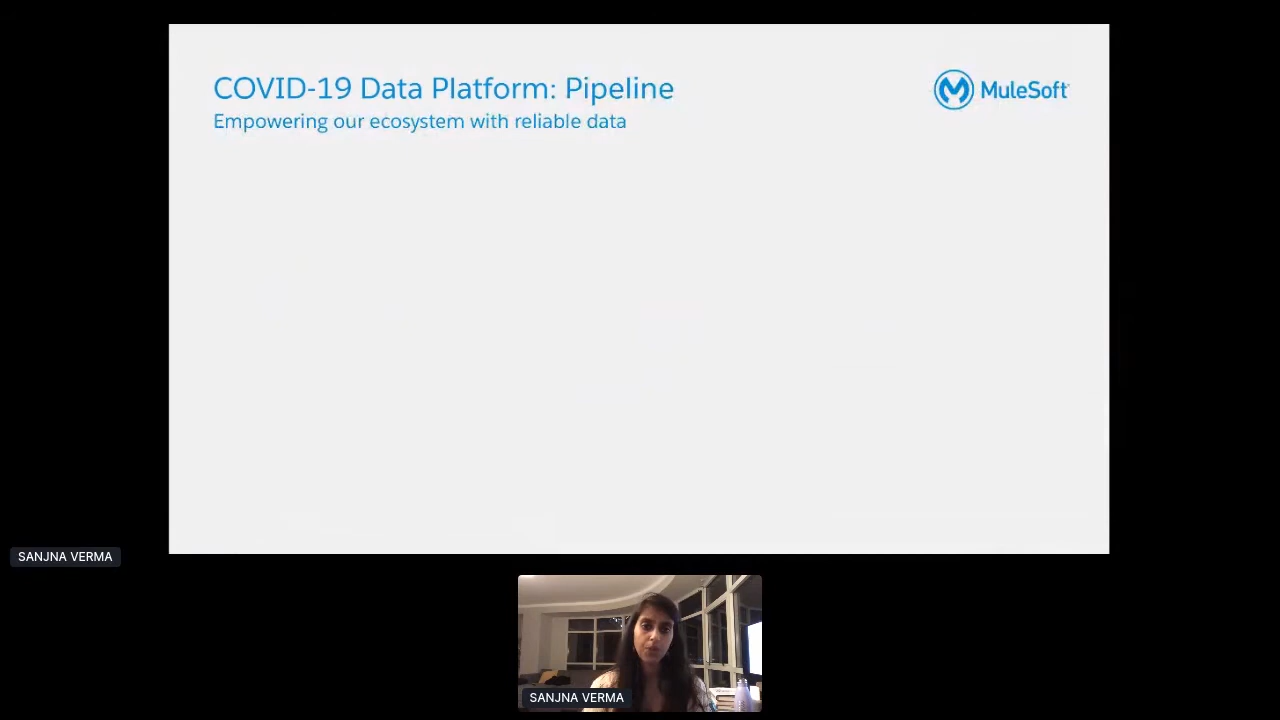 COVID-19 Data Platform: Pipeline
Empowering our ecosystem with reliable data
MuleSoft
SANJNA VERMA
SANJNA VERMA